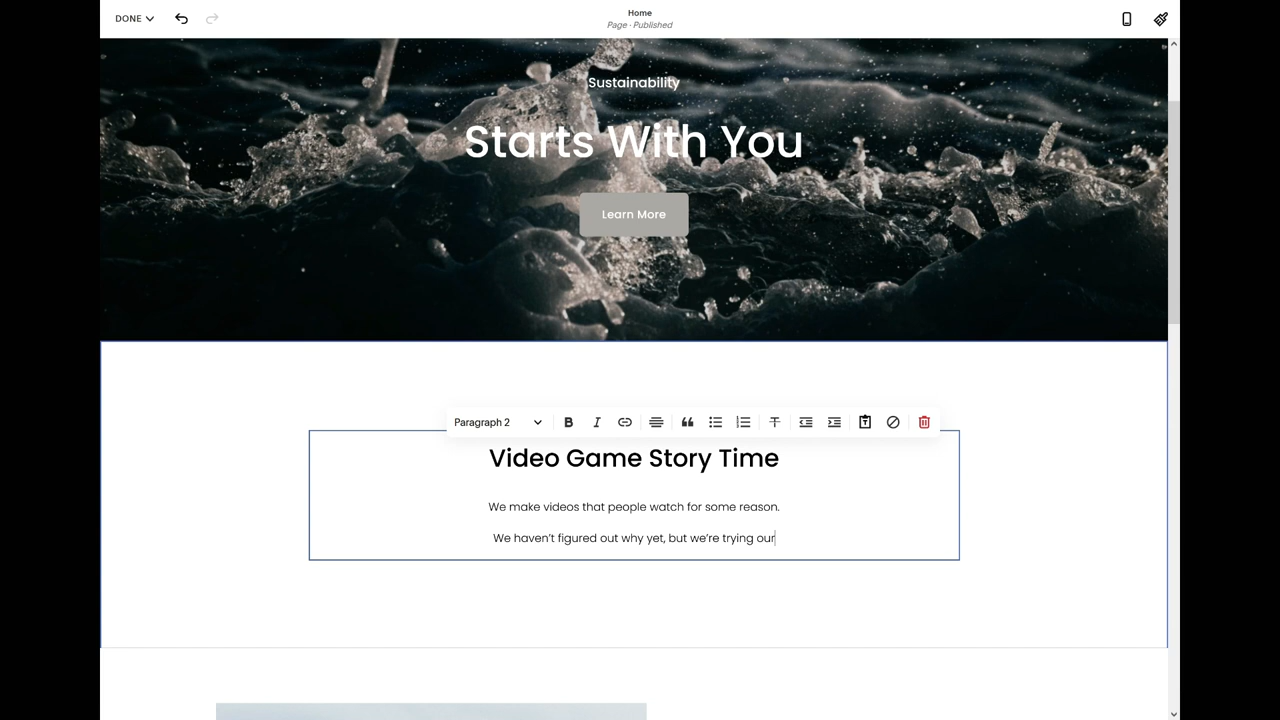 DONE
Home
Page · Published
Sustainability
Starts With You
Learn More
Paragraph 2
Video Game Story Time
We make videos that people watch for some reason.
We haven’t figured out why yet, but we’re trying our